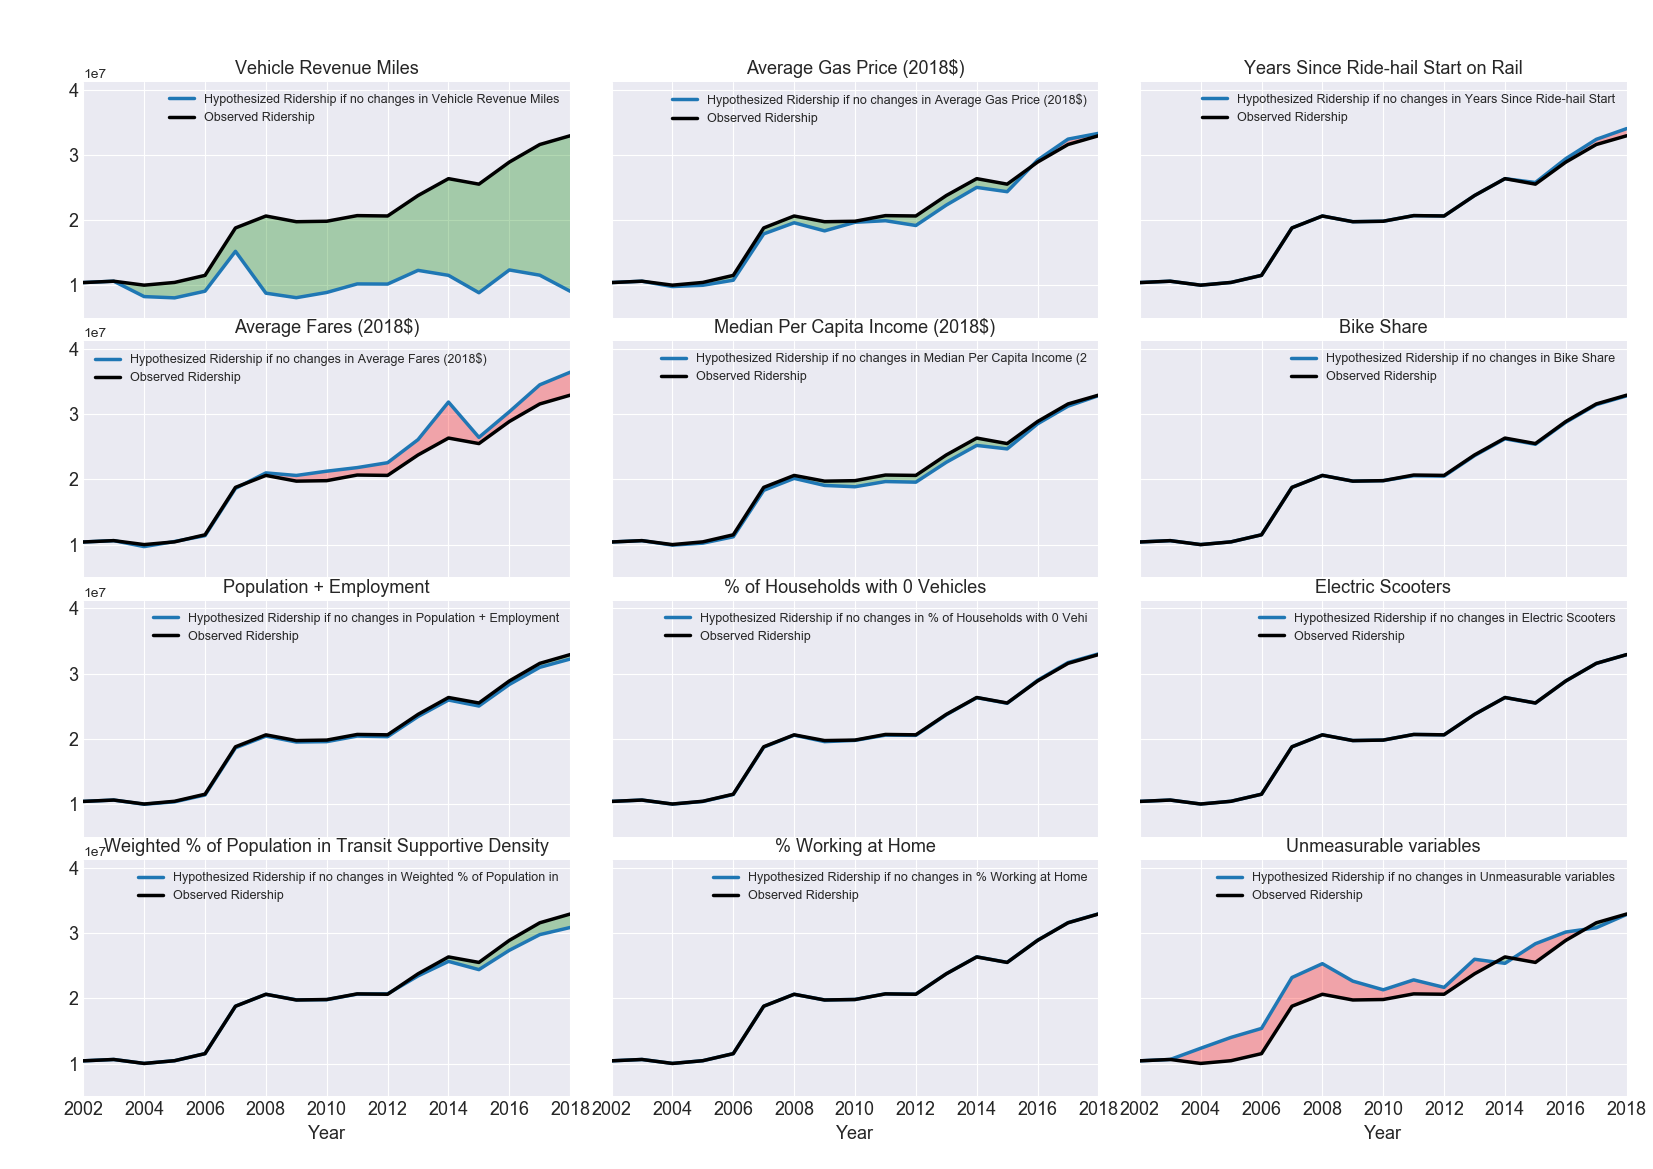 Vehicle Revenue Miles
1e7
Hypothesized Ridership if no changes in Vehicle Revenue Miles
Observed Ridership
4
3
2
1
Average Gas Price (2018$)
Hypothesized Ridership if no changes in Average Gas Price (2018$)
Observed Ridership
Years Since Ride-hail Start on Rail
Hypothesized Ridership if no changes in Years Since Ride-hail Start
Observed Ridership
Average Fares (2018$)
1e7
Hypothesized Ridership if no changes in Average Fares (2018$)
Observed Ridership
4
3
2
1
Median Per Capita Income (2018$)
Hypothesized Ridership if no changes in Median Per Capita Income (2
Observed Ridership
Bike Share
Hypothesized Ridership if no changes in Bike Share
Observed Ridership
Population + Employment
1e7
Hypothesized Ridership if no changes in Population + Employment
Observed Ridership
4
3
2
1
% of Households with 0 Vehicles
Hypothesized Ridership if no changes in % of Households with 0 Vehi
Observed Ridership
Electric Scooters
Hypothesized Ridership if no changes in Electric Scooters
Observed Ridership
Weighted % of Population in Transit Supportive Density
1e7
Hypothesized Ridership if no changes in Weighted % of Population in
Observed Ridership
4
3
2
1
2002 2004 2006 2008 2010 2012 2014 2016 2018
Year
% Working at Home
Hypothesized Ridership if no changes in % Working at Home
Observed Ridership
2002 2004 2006 2008 2010 2012 2014 2016 2018
Year
Unmeasurable variables
Hypothesized Ridership if no changes in Unmeasurable variables
Observed Ridership
2002 2004 2006 2008 2010 2012 2014 2016 2018
Year